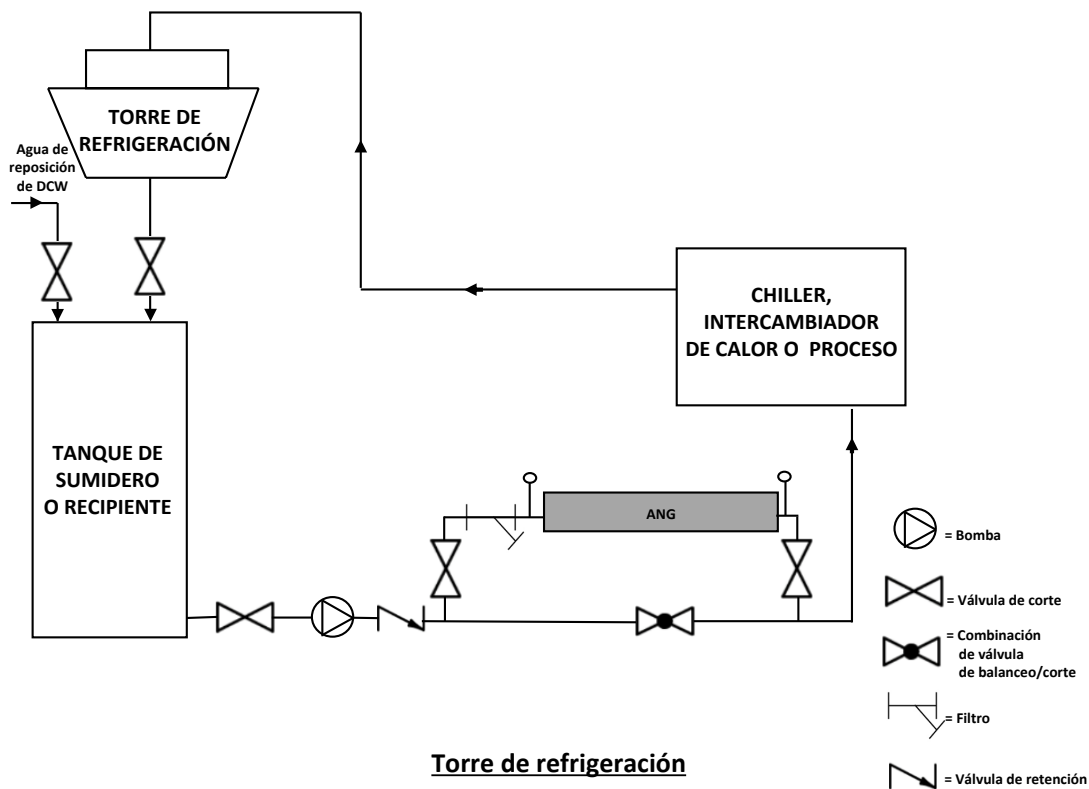 TORRE DE
REFRIGERACIÓN
Agua de
reposición
de DCW
CHILLER,
INTERCAMBIADOR
DE CALOR O PROCESO
TANQUE DE
SUMIDERO
O RECIPIENTE
ANG
= Bomba
= Válvula de corte
= Combinación
de válvula
de balanceo/corte
= Filtro
= Válvula de retención
Torre de refrigeración